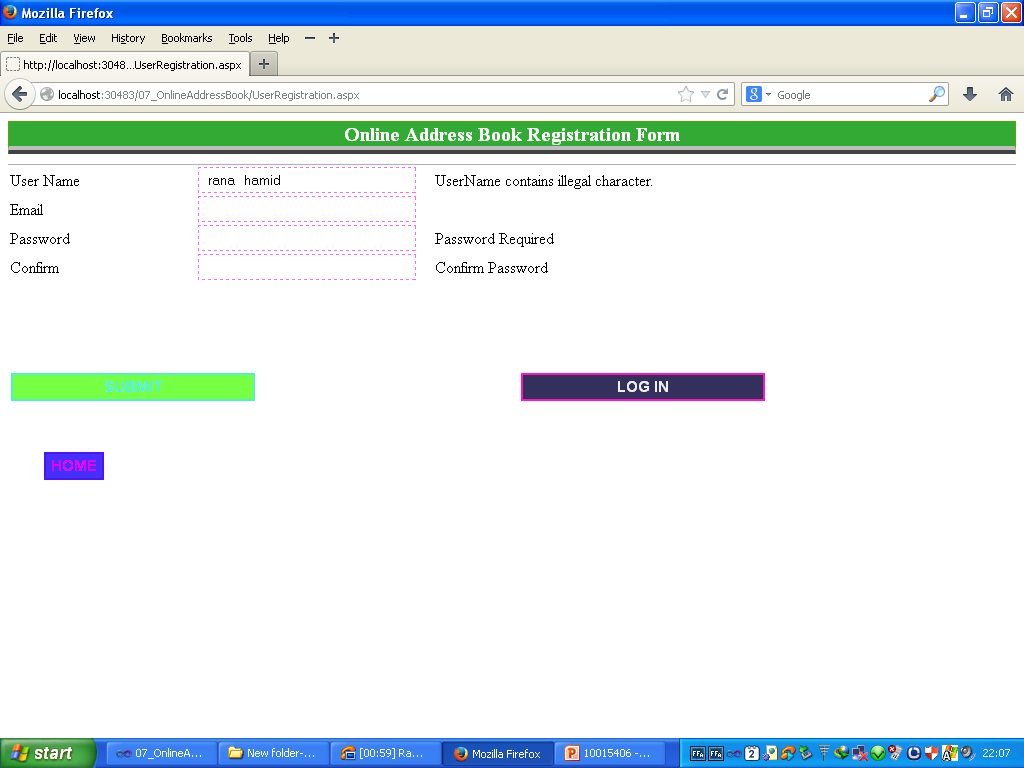 Mozilla Firefox
File Edit View History Bookmarks Tools Help
http://localhost:3048...UserRegistration.aspx
localhost:30483/07_OnlineAddressBook/UserRegistration.aspx
8 Google
Online Address Book Registration Form
User Name rana hamid UserName contains illegal character.
Email
Password Password Required
Confirm Confirm Password
SUBMIT LOG IN
HOME
start 07_OnlineA... New folder-... [00:59] Ra... Mozilla Firefox 10015406 -... 22:07